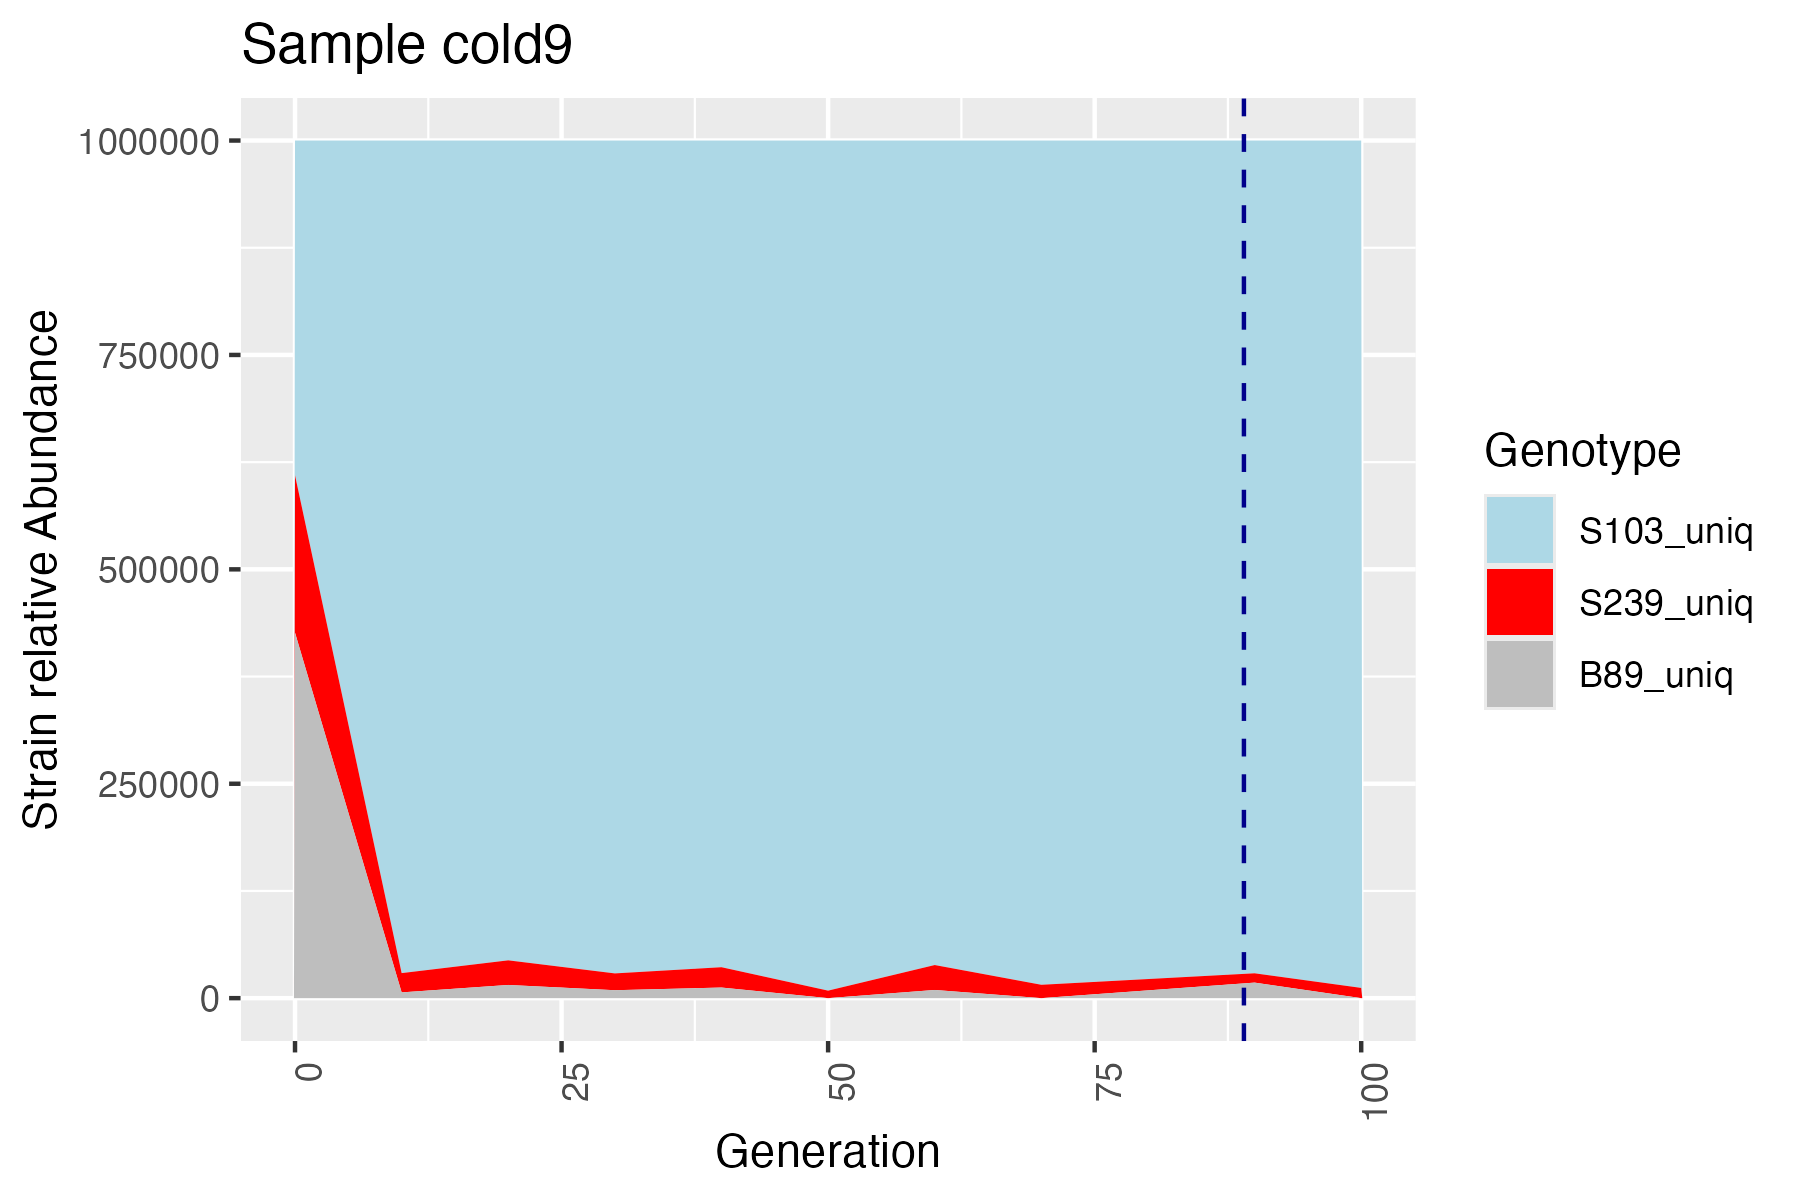 Sample cold9
Strain relative Abundance
1000000
750000
500000
250000
0
0
25
50
75
100
Generation
Genotype
S103_uniq
S239_uniq
B89_uniq